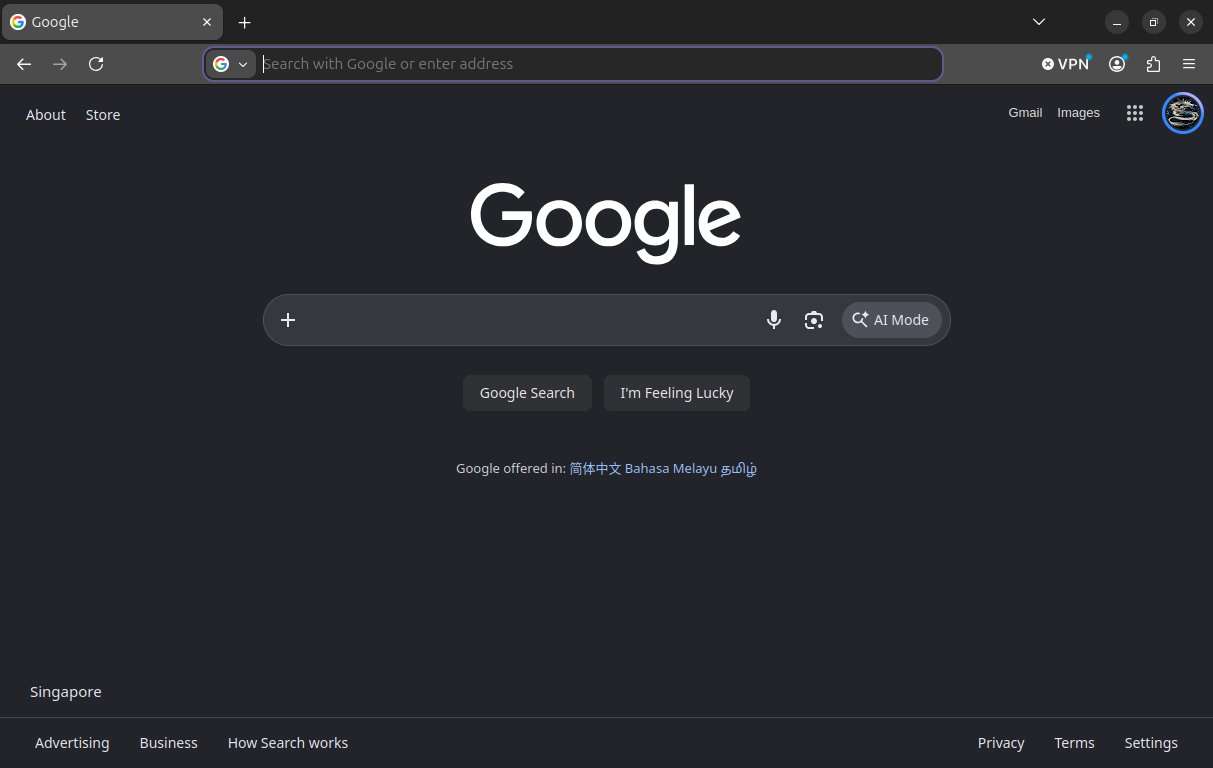 Google
Search with Google or enter address
VPN
About Store
Gmail Images
Google
AI Mode
Google Search I'm Feeling Lucky
Google offered in: 简体中文 Bahasa Melayu தமிழ்
Singapore
Advertising Business How Search works
Privacy Terms Settings